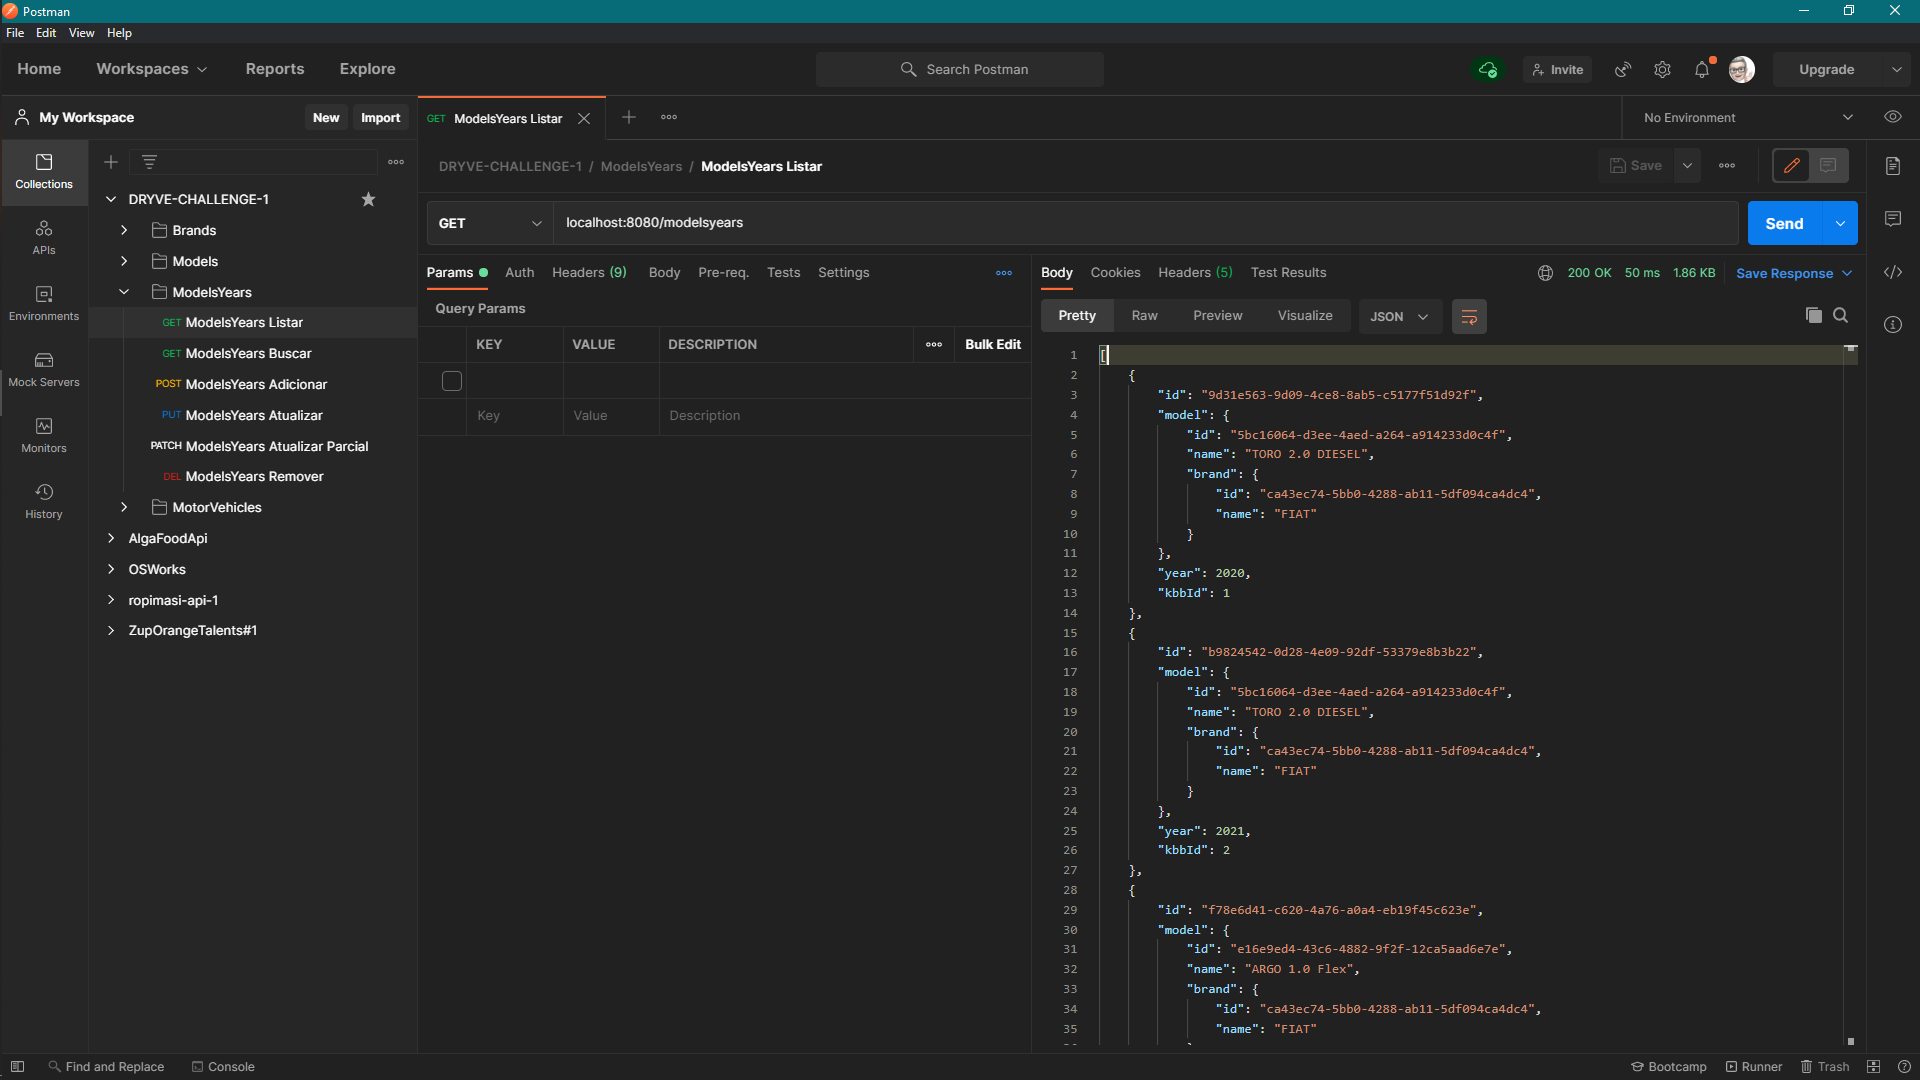 Postman
File Edit View Help
Home Workspaces Reports Explore
Search Postman
Invite
Upgrade
My Workspace
New Import
GET ModelsYears Listar
No Environment
Collections
APIs
Environments
Mock Servers
Monitors
History
DRYVE-CHALLENGE-1
Brands
Models
ModelsYears
GET ModelsYears Listar
GET ModelsYears Buscar
POST ModelsYears Adicionar
PUT ModelsYears Atualizar
PATCH ModelsYears Atualizar Parcial
DEL ModelsYears Remover
MotorVehicles
AlgaFoodApi
OSWorks
ropimasi-api-1
ZupOrangeTalents#1
DRYVE-CHALLENGE-1 / ModelsYears / ModelsYears Listar
Save
GET localhost:8080/modelsyears
Send
Params Auth Headers (9) Body Pre-req. Tests Settings
Query Params
KEY VALUE DESCRIPTION Bulk Edit
Key Value Description
Body Cookies Headers (5) Test Results
200 OK 50 ms 1.86 KB Save Response
Pretty Raw Preview Visualize JSON
1 [
2 {
3 "id": "9d31e563-9d09-4ce8-8ab5-c5177f51d92f",
4 "model": {
5 "id": "5bc16064-d3ee-4aed-a264-a914233d0c4f",
6 "name": "TORO 2.0 DIESEL",
7 "brand": {
8 "id": "ca43ec74-5bb0-4288-ab11-5df094ca4dc4",
9 "name": "FIAT"
10 }
11 },
12 "year": 2020,
13 "kbbId": 1
14 },
15 {
16 "id": "b9824542-0d28-4e09-92df-53379e8b3b22",
17 "model": {
18 "id": "5bc16064-d3ee-4aed-a264-a914233d0c4f",
19 "name": "TORO 2.0 DIESEL",
20 "brand": {
21 "id": "ca43ec74-5bb0-4288-ab11-5df094ca4dc4",
22 "name": "FIAT"
23 }
24 },
25 "year": 2021,
26 "kbbId": 2
27 },
28 {
29 "id": "f78e6d41-c620-4a76-a0a4-eb19f45c623e",
30 "model": {
31 "id": "e16e9ed4-43c6-4882-9f2f-12ca5aad6e7e",
32 "name": "ARGO 1.0 Flex",
33 "brand": {
34 "id": "ca43ec74-5bb0-4288-ab11-5df094ca4dc4",
35 "name": "FIAT"
Find and Replace Console
Bootcamp Runner Trash